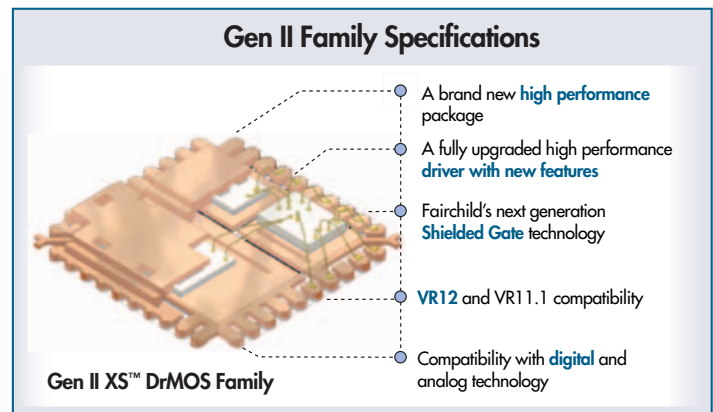 Gen II Family Specifications
A brand new high performance
package
A fully upgraded high performance
driver with new features
Fairchild's next generation
Shielded Gate technology
VR12 and VR11.1 compatibility
Compatibility with digital and
analog technology
Gen II XS™ DrMOS Family